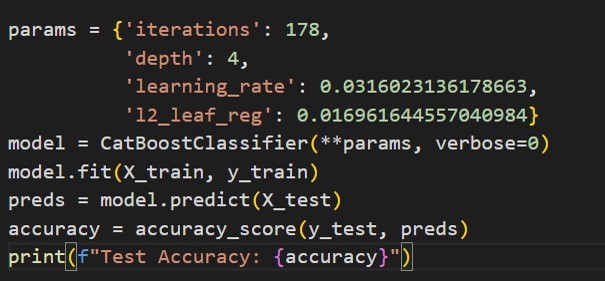 params = {'iterations': 178,
'depth': 4,
'learning_rate': 0.0316023136178663,
'l2_leaf_reg': 0.016961644557040984}
model = CatBoostClassifier(**params, verbose=0)
model.fit(X_train, y_train)
preds = model.predict(X_test)
accuracy = accuracy_score(y_test, preds)
print(f"Test Accuracy: {accuracy}")